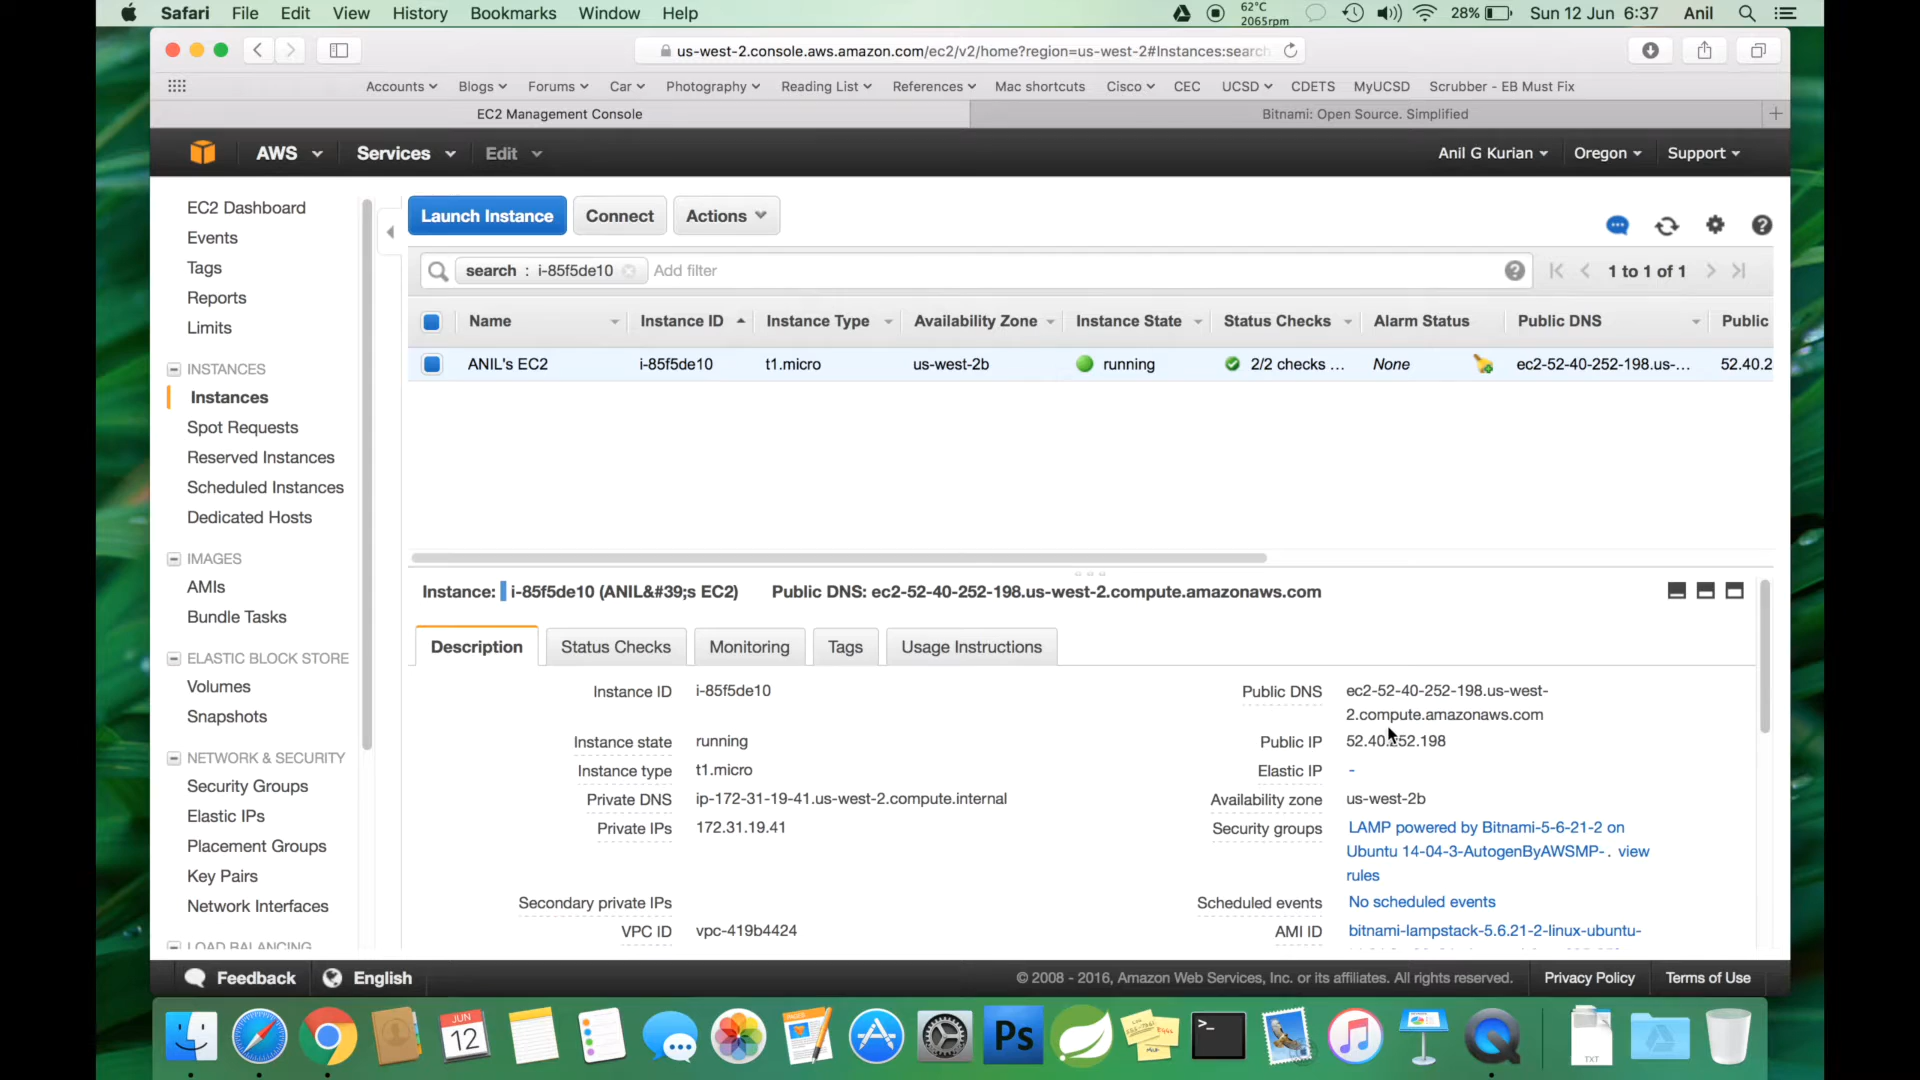 Safari File Edit View History Bookmarks Window Help 62°C 2065rpm 28% Sun 12 Jun 6:37 Anil
us-west-2.console.aws.amazon.com/ec2/v2/home?region=us-west-2#Instances:search
Accounts Blogs Forums Car Photography Reading List References Mac shortcuts Cisco CEC UCSD CDETS MyUCSD Scrubber - EB Must Fix
EC2 Management Console Bitnami: Open Source. Simplified
AWS Services Edit Anil G Kurian Oregon Support
EC2 Dashboard
Events
Tags
Reports
Limits
INSTANCES
Instances
Spot Requests
Reserved Instances
Scheduled Instances
Dedicated Hosts
IMAGES
AMIs
Bundle Tasks
ELASTIC BLOCK STORE
Volumes
Snapshots
NETWORK & SECURITY
Security Groups
Elastic IPs
Placement Groups
Key Pairs
Network Interfaces
LOAD BALANCING
Launch Instance Connect Actions
search : i-85f5de10 Add filter 1 to 1 of 1
Name Instance ID Instance Type Availability Zone Instance State Status Checks Alarm Status Public DNS Public
ANIL's EC2 i-85f5de10 t1.micro us-west-2b running 2/2 checks ... None ec2-52-40-252-198.us-... 52.40.2
Instance: i-85f5de10 (ANIL&#39;s EC2) Public DNS: ec2-52-40-252-198.us-west-2.compute.amazonaws.com
Description Status Checks Monitoring Tags Usage Instructions
Instance ID i-85f5de10
Instance state running
Instance type t1.micro
Private DNS ip-172-31-19-41.us-west-2.compute.internal
Private IPs 172.31.19.41
Secondary private IPs
VPC ID vpc-419b4424
Public DNS ec2-52-40-252-198.us-west-
2.compute.amazonaws.com
Public IP 52.40.252.198
Elastic IP -
Availability zone us-west-2b
Security groups LAMP powered by Bitnami-5-6-21-2 on
Ubuntu 14-04-3-AutogenByAWSMP-. view
rules
Scheduled events No scheduled events
AMI ID bitnami-lampstack-5.6.21-2-linux-ubuntu-
Feedback English © 2008 - 2016, Amazon Web Services, Inc. or its affiliates. All rights reserved. Privacy Policy Terms of Use
JUN
12
PAGES
Ps
>_
TXT